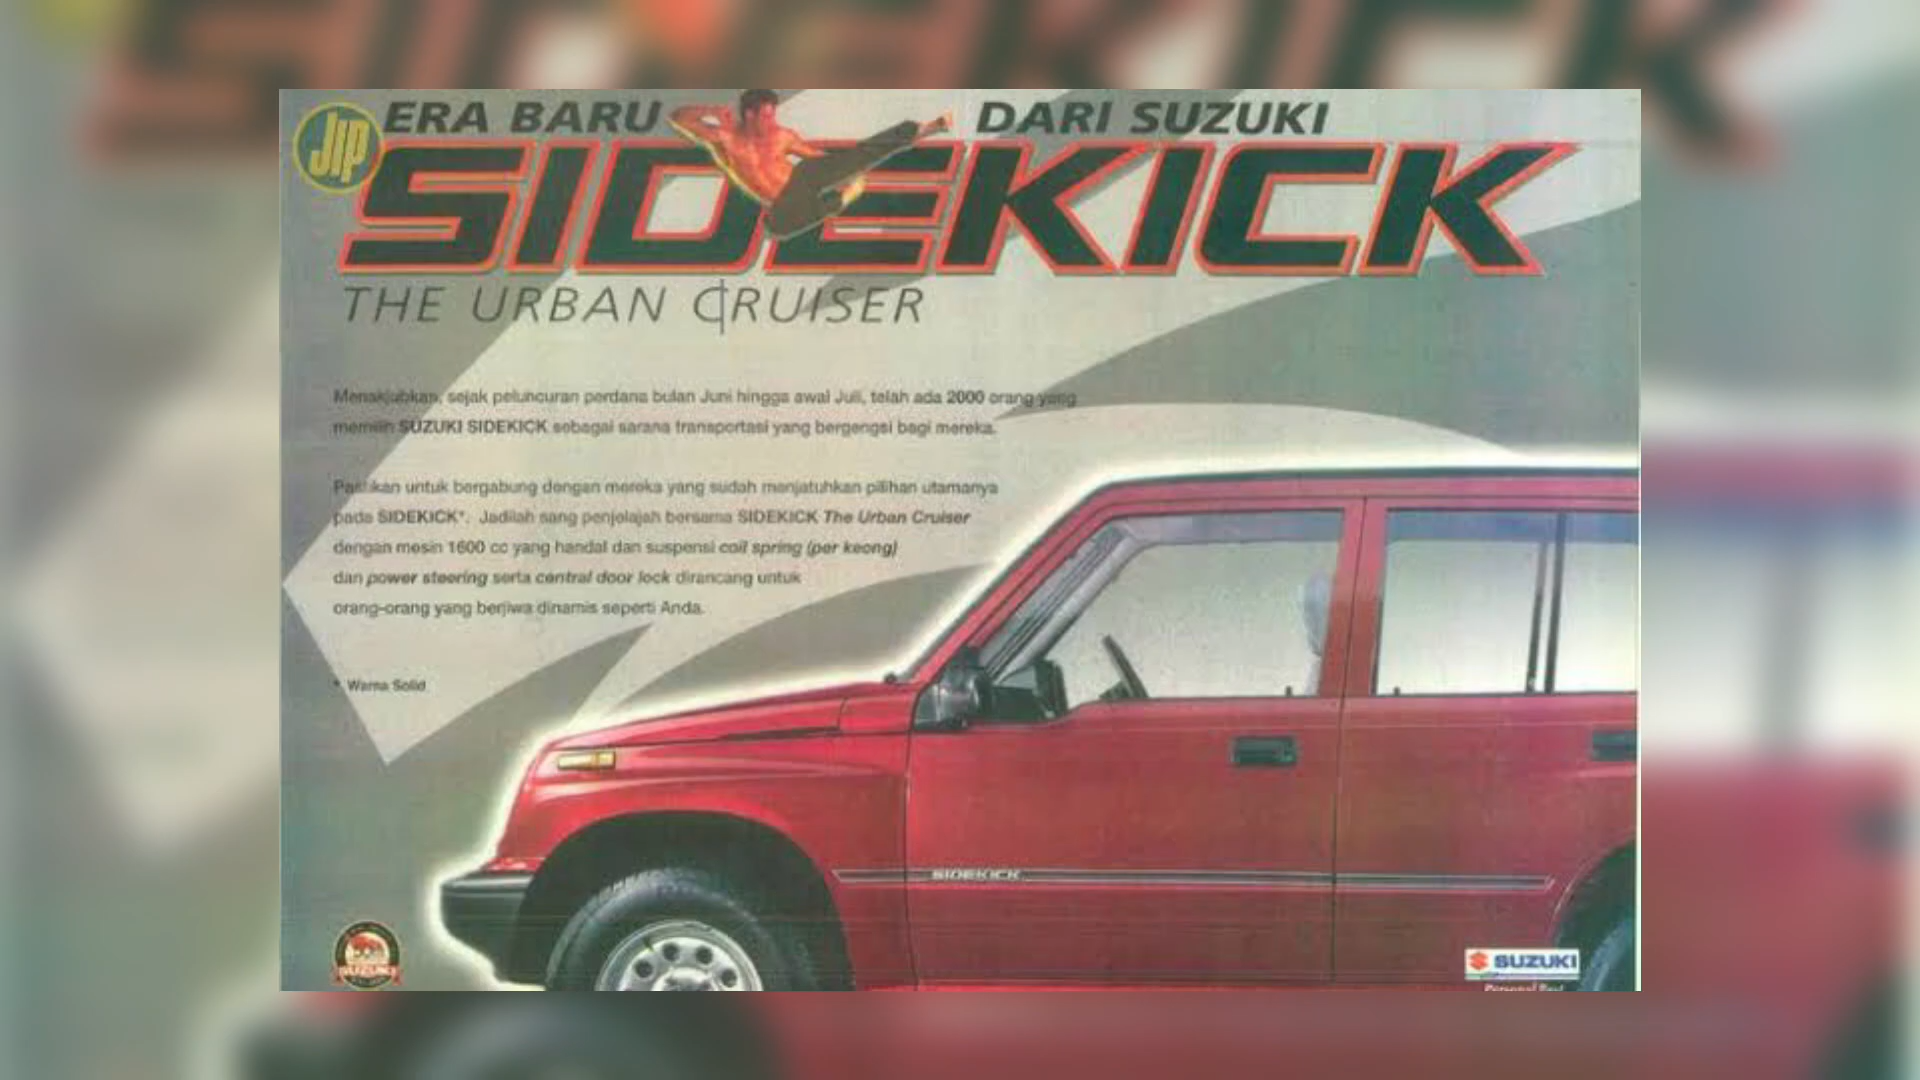 JIP
ERA BARU DARI SUZUKI
SIDEKICK
THE URBAN CRUISER
Menakjubkan, sejak peluncuran perdana bulan Juni hingga awal Juli, telah ada 2000 orang yang
memilih SUZUKI SIDEKICK sebagai sarana transportasi yang bergengsi bagi mereka.
Pastikan untuk bergabung dengan mereka yang sudah menjatuhkan pilihan utamanya
pada SIDEKICK*. Jadilah sang penjelajah bersama SIDEKICK The Urban Cruiser
dengan mesin 1600 cc yang handal dan suspensi coil spring (per keong)
dan power steering serta central door lock dirancang untuk
orang-orang yang berjiwa dinamis seperti Anda.
* Warna Solid
SIDEKICK
SUZUKI
SUZUKI